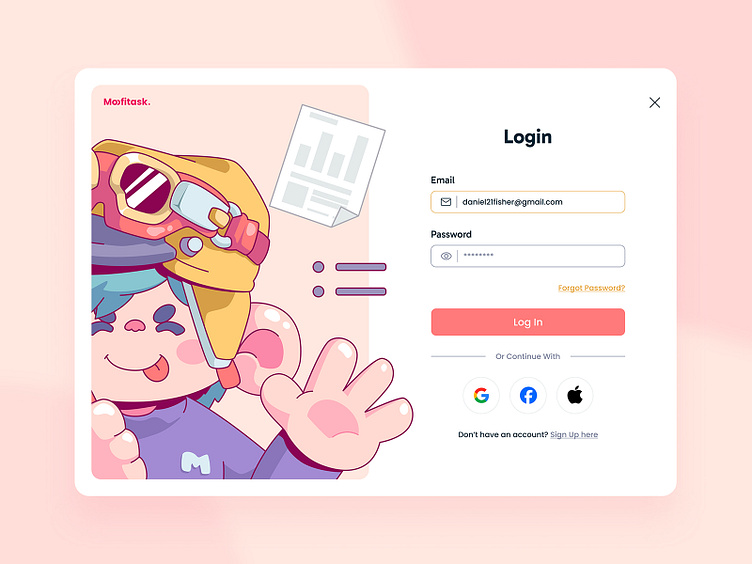 Moofitask.
Login
Email
daniel21fisher@gmail.com
Password
********
Forgot Password?
Log In
Or Continue With
G
Don't have an account? Sign Up here
M